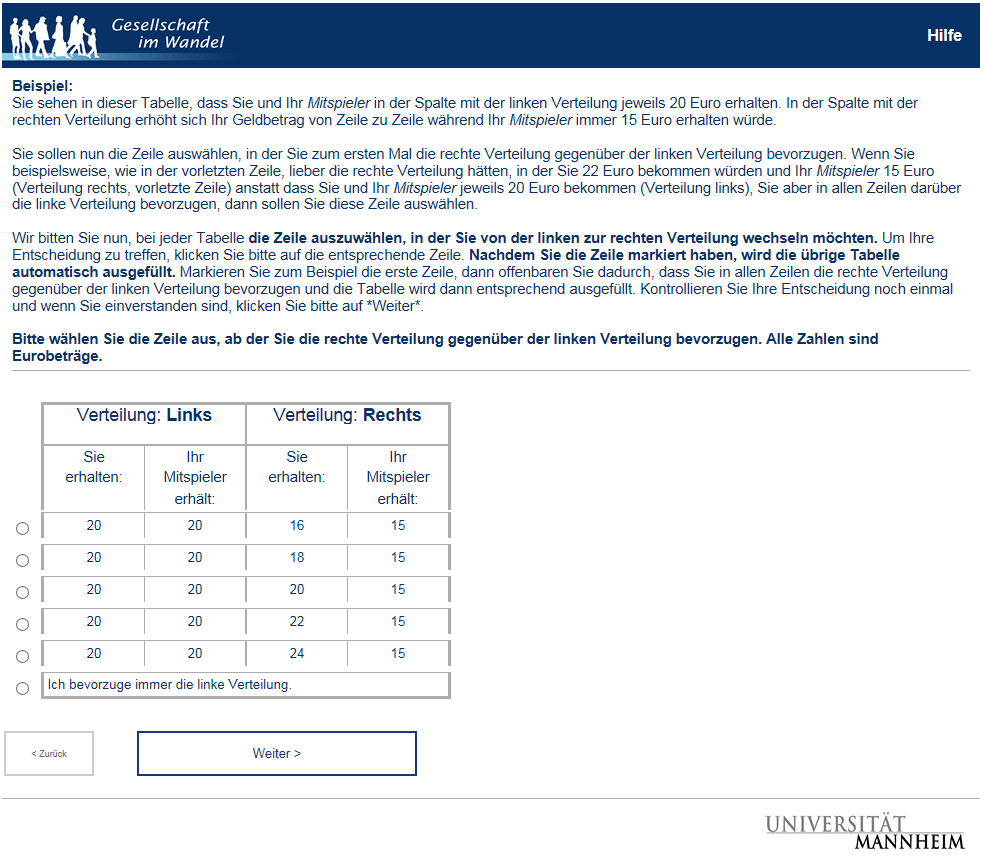 Gesellschaft
im Wandel
Hilfe
Beispiel:
Sie sehen in dieser Tabelle, dass Sie und Ihr Mitspieler in der Spalte mit der linken Verteilung jeweils 20 Euro erhalten. In der Spalte mit der
rechten Verteilung erhöht sich Ihr Geldbetrag von Zeile zu Zeile während Ihr Mitspieler immer 15 Euro erhalten würde.
Sie sollen nun die Zeile auswählen, in der Sie zum ersten Mal die rechte Verteilung gegenüber der linken Verteilung bevorzugen. Wenn Sie
beispielsweise, wie in der vorletzten Zeile, lieber die rechte Verteilung hätten, in der Sie 22 Euro bekommen würden und Ihr Mitspieler 15 Euro
(Verteilung rechts, vorletzte Zeile) anstatt dass Sie und Ihr Mitspieler jeweils 20 Euro bekommen (Verteilung links), Sie aber in allen Zeilen darüber
die linke Verteilung bevorzugen, dann sollen Sie diese Zeile auswählen.
Wir bitten Sie nun, bei jeder Tabelle die Zeile auszuwählen, in der Sie von der linken zur rechten Verteilung wechseln möchten. Um Ihre
Entscheidung zu treffen, klicken Sie bitte auf die entsprechende Zeile. Nachdem Sie die Zeile markiert haben, wird die übrige Tabelle
automatisch ausgefüllt. Markieren Sie zum Beispiel die erste Zeile, dann offenbaren Sie dadurch, dass Sie in allen Zeilen die rechte Verteilung
gegenüber der linken Verteilung bevorzugen und die Tabelle wird dann entsprechend ausgefüllt. Kontrollieren Sie Ihre Entscheidung noch einmal
und wenn Sie einverstanden sind, klicken Sie bitte auf *Weiter*.
Bitte wählen Sie die Zeile aus, ab der Sie die rechte Verteilung gegenüber der linken Verteilung bevorzugen. Alle Zahlen sind
Eurobeträge.
Verteilung: Links Verteilung: Rechts
Sie Ihr Sie Ihr
erhalten: Mitspieler erhalten: Mitspieler
erhält: erhält:
20 20 16 15
20 20 18 15
20 20 20 15
20 20 22 15
20 20 24 15
Ich bevorzuge immer die linke Verteilung.
< Zurück Weiter >
UNIVERSITÄT
MANNHEIM